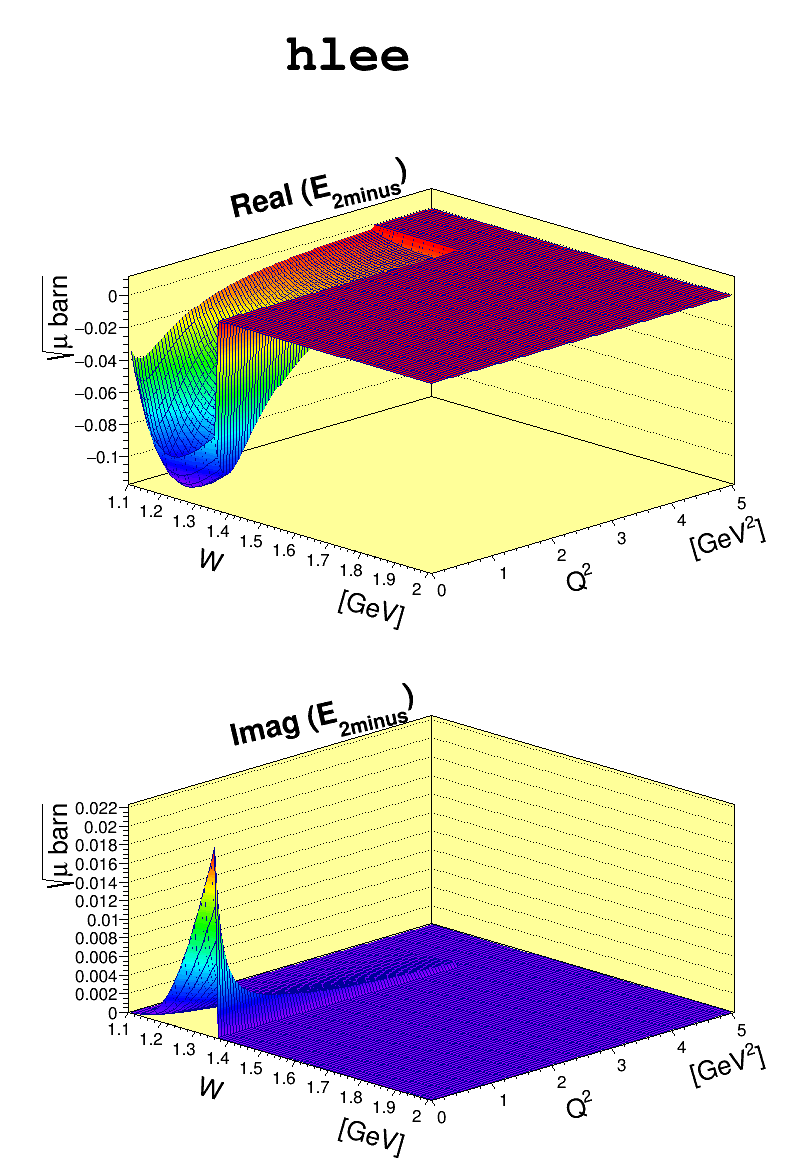 hlee
Real (E2minus)
√μ barn
0
−0.02
−0.04
−0.06
−0.08
−0.1
1.1 1.2 1.3 1.4 1.5 1.6 1.7 1.8 1.9 2
W [GeV]
0 1 2 3 4 5
Q² [GeV²]
Imag (E2minus)
√μ barn
0.022
0.02
0.018
0.016
0.014
0.012
0.01
0.008
0.006
0.004
0.002
0
1.1 1.2 1.3 1.4 1.5 1.6 1.7 1.8 1.9 2
W [GeV]
0 1 2 3 4 5
Q² [GeV²]